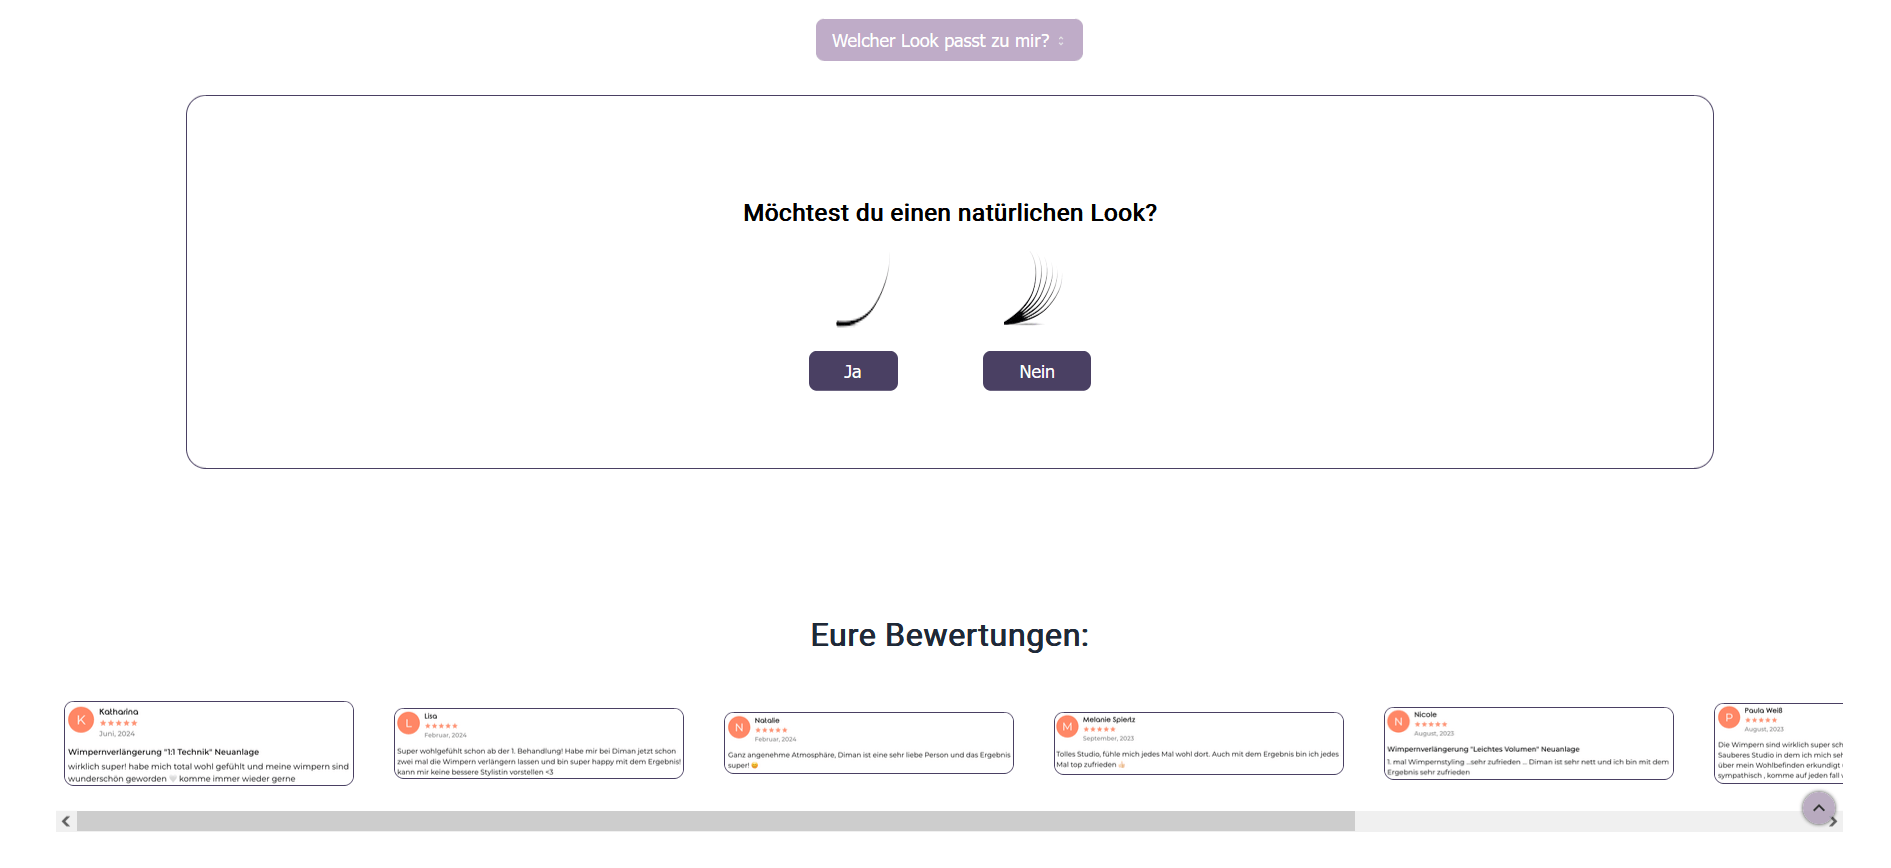 Welcher Look passt zu mir?
Möchtest du einen natürlichen Look?
Ja
Nein
Eure Bewertungen:
K
Katharina
★★★★★
Juni, 2024
Wimpernverlängerung "1:1 Technik" Neuanlage
wirklich super! habe mich total wohl gefühlt und meine wimpern sind
wunderschön geworden 🤍 komme immer wieder gerne
L
Lisa
★★★★★
Februar, 2024
Super wohlgefühlt schon ab der 1. Behandlung! Habe mir bei Diman jetzt schon
zwei mal die Wimpern verlängern lassen und bin super happy mit dem Ergebnis!
kann mir keine bessere Stylistin vorstellen <3
N
Natalie
★★★★★
Februar, 2024
Ganz angenehme Atmosphäre, Diman ist eine sehr liebe Person und das Ergebnis
super! 😊
M
Melanie Spiertz
★★★★★
September, 2023
Tolles Studio, fühle mich jedes Mal wohl dort. Auch mit dem Ergebnis bin ich jedes
Mal top zufrieden 👍🏻
N
Nicole
★★★★★
August, 2023
Wimpernverlängerung "Leichtes Volumen" Neuanlage
1. mal Wimpernstyling ...sehr zufrieden ... Diman ist sehr nett und ich bin mit dem
Ergebnis sehr zufrieden
P
Paula Weiß
★★★★★
August, 2023
Die Wimpern sind wirklich super sch
Sauberes Studio in dem ich mich seh
über mein Wohlbefinden erkundigt
sympathisch , komme auf jeden fall